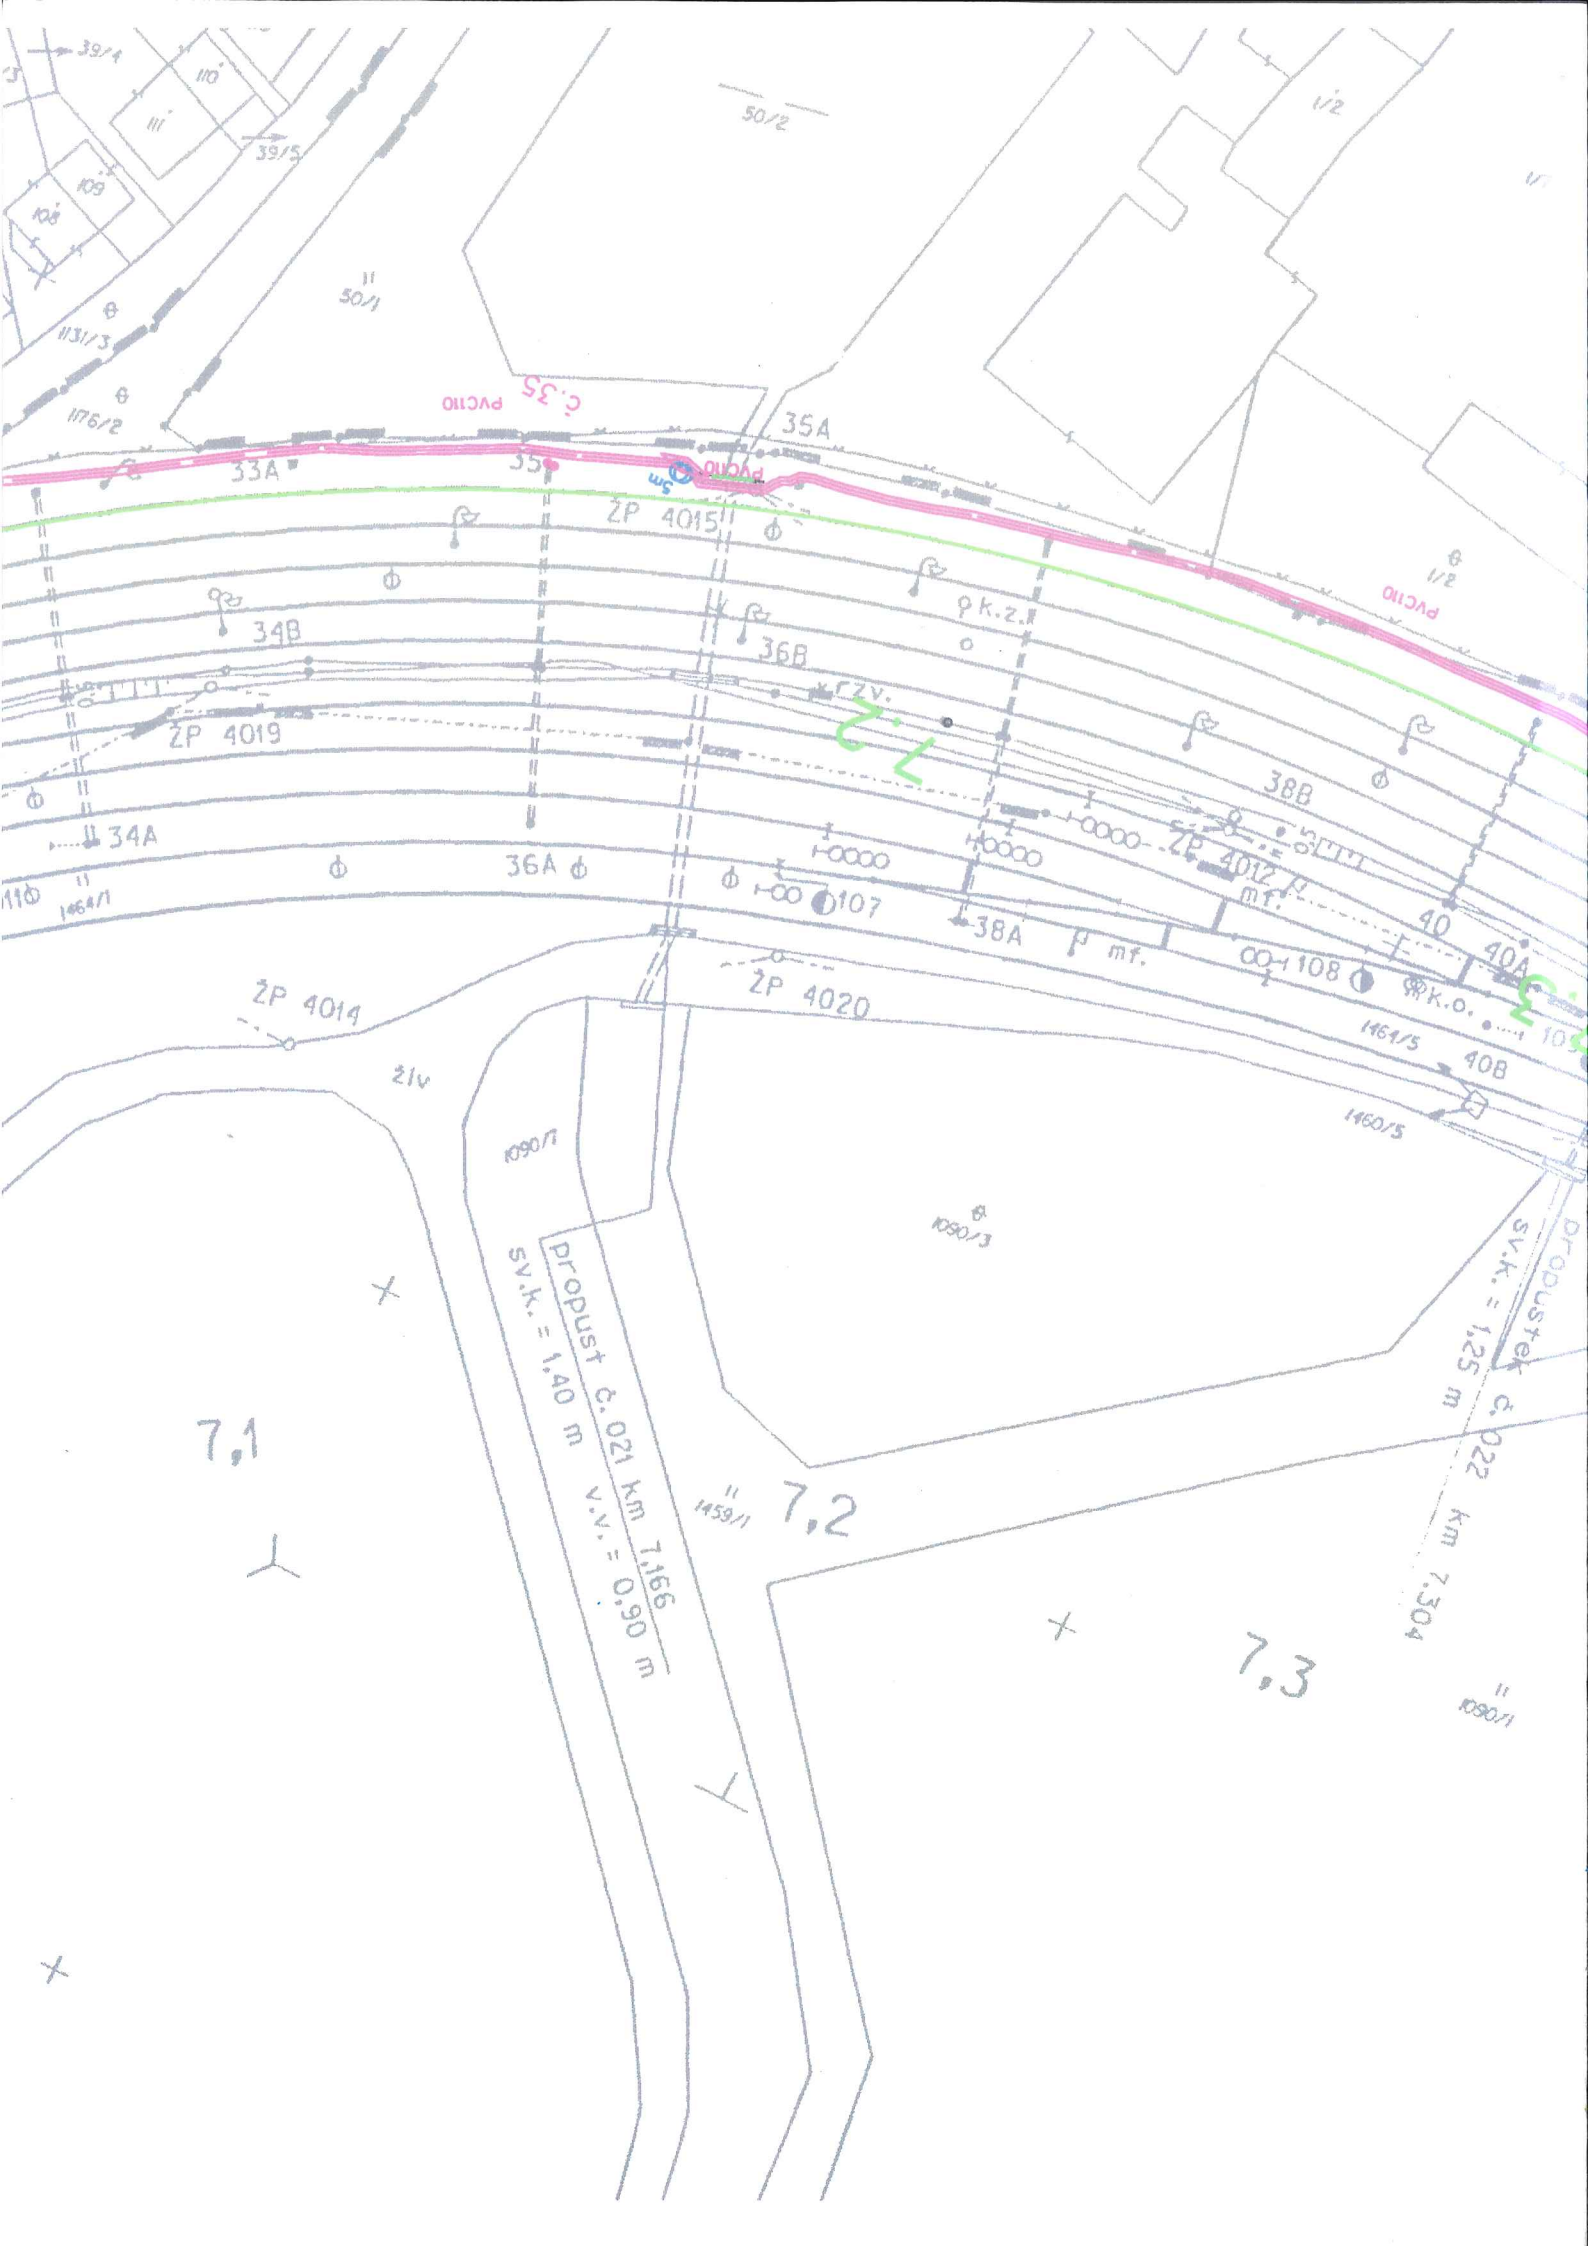 39/4
110
111
39/5
109
108
50/2
1/2
50/1
1131/3
1176/2
PVC110
č.35
35A
33A
35
PVC110
5m
ŽP 4015
1/2
PVC110
p k.z.
34B
36B
rzv.
7.2
ŽP 4019
38B
34A
36A
ŽP 4012
mf.
107
1464/1
38A
mf.
40
40A
108
k.o.
ŽP 4014
ŽP 4020
1464/5
40B
1460/5
žlv
1090/7
1090/3
propust č. 021 km 7,166
sv.k. = 1,40 m v.v. = 0,90 m
propustek č. 022 km 7.304
sv.k. = 1,25 m
7,1
1459/1
7,2
7,3
1090/1